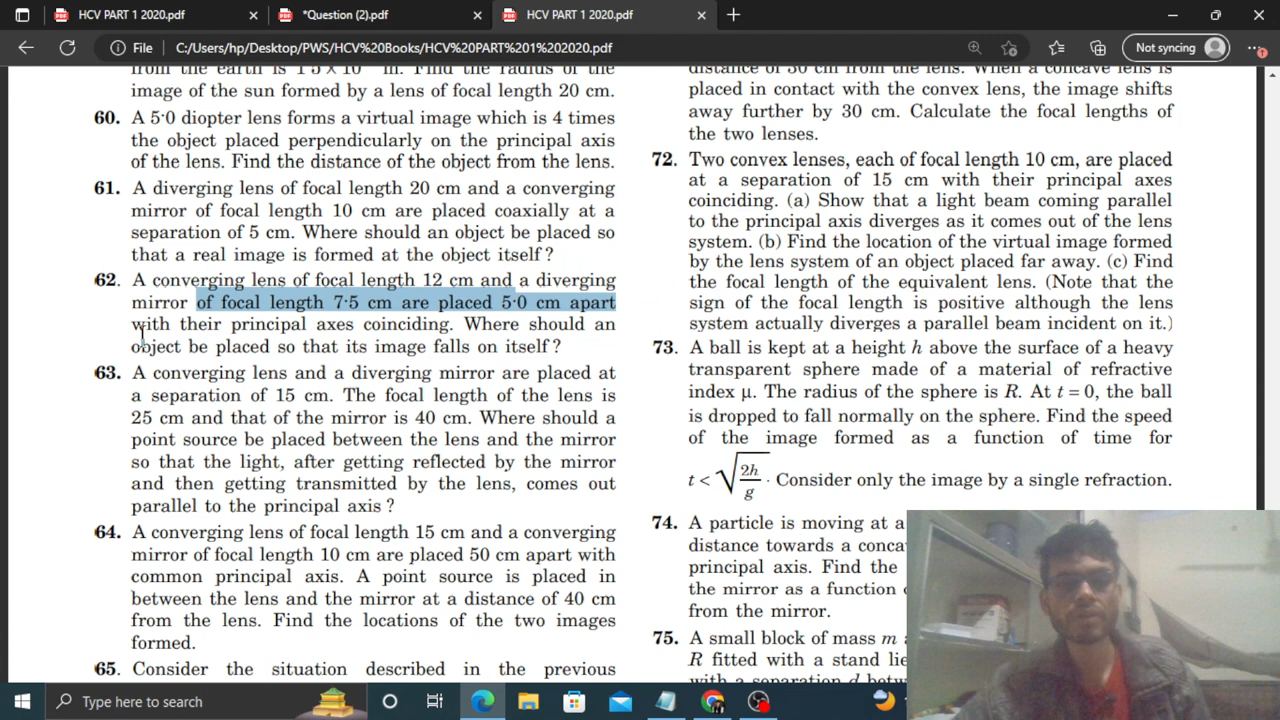 HCV PART 1 2020.pdf
*Question (2).pdf
HCV PART 1 2020.pdf
File
C:/Users/hp/Desktop/PWS/HCV%20Books/HCV%20PART%201%202020.pdf
Not syncing
image of the sun formed by a lens of focal length 20 cm.
60. A 5·0 diopter lens forms a virtual image which is 4 times
the object placed perpendicularly on the principal axis
of the lens. Find the distance of the object from the lens.
61. A diverging lens of focal length 20 cm and a converging
mirror of focal length 10 cm are placed coaxially at a
separation of 5 cm. Where should an object be placed so
that a real image is formed at the object itself?
62. A converging lens of focal length 12 cm and a diverging
mirror of focal length 7·5 cm are placed 5·0 cm apart
with their principal axes coinciding. Where should an
object be placed so that its image falls on itself?
63. A converging lens and a diverging mirror are placed at
a separation of 15 cm. The focal length of the lens is
25 cm and that of the mirror is 40 cm. Where should a
point source be placed between the lens and the mirror
so that the light, after getting reflected by the mirror
and then getting transmitted by the lens, comes out
parallel to the principal axis?
64. A converging lens of focal length 15 cm and a converging
mirror of focal length 10 cm are placed 50 cm apart with
common principal axis. A point source is placed in
between the lens and the mirror at a distance of 40 cm
from the lens. Find the locations of the two images
formed.
65. Consider the situation described in the previous
distance of 30 cm from the lens. When a concave lens is
placed in contact with the convex lens, the image shifts
away further by 30 cm. Calculate the focal lengths of
the two lenses.
72. Two convex lenses, each of focal length 10 cm, are placed
at a separation of 15 cm with their principal axes
coinciding. (a) Show that a light beam coming parallel
to the principal axis diverges as it comes out of the lens
system. (b) Find the location of the virtual image formed
by the lens system of an object placed far away. (c) Find
the focal length of the equivalent lens. (Note that the
sign of the focal length is positive although the lens
system actually diverges a parallel beam incident on it.)
73. A ball is kept at a height h above the surface of a heavy
transparent sphere made of a material of refractive
index µ. The radius of the sphere is R. At t = 0, the ball
is dropped to fall normally on the sphere. Find the speed
of the image formed as a function of time for
t < √(2h/g). Consider only the image by a single refraction.
74. A particle is moving at a
distance towards a conca
principal axis. Find the
the mirror as a function
from the mirror.
75. A small block of mass m
R fitted with a stand lie
with a separation d betw
Type here to search